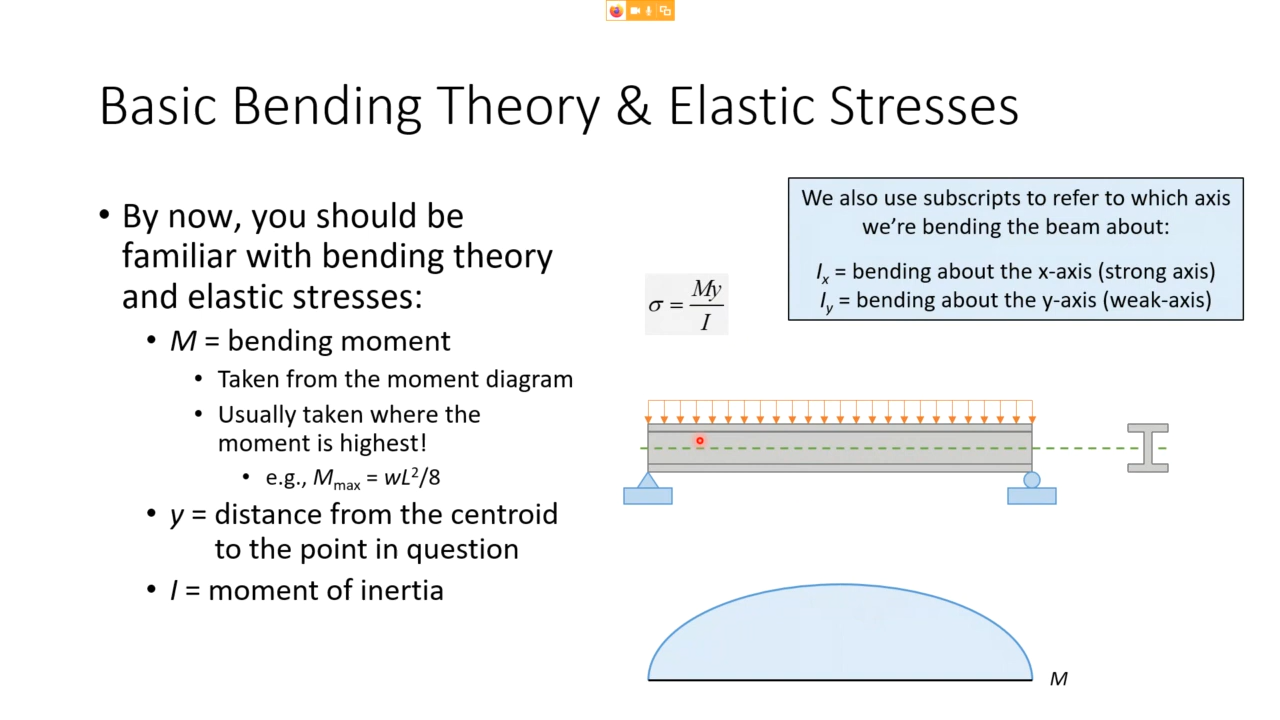 Basic Bending Theory & Elastic Stresses
• By now, you should be
familiar with bending theory
and elastic stresses:
• M = bending moment
• Taken from the moment diagram
• Usually taken where the
moment is highest!
• e.g., Mmax = wL²/8
• y = distance from the centroid
to the point in question
• I = moment of inertia
σ = My/I
We also use subscripts to refer to which axis
we’re bending the beam about:
Ix = bending about the x-axis (strong axis)
Iy = bending about the y-axis (weak-axis)
M